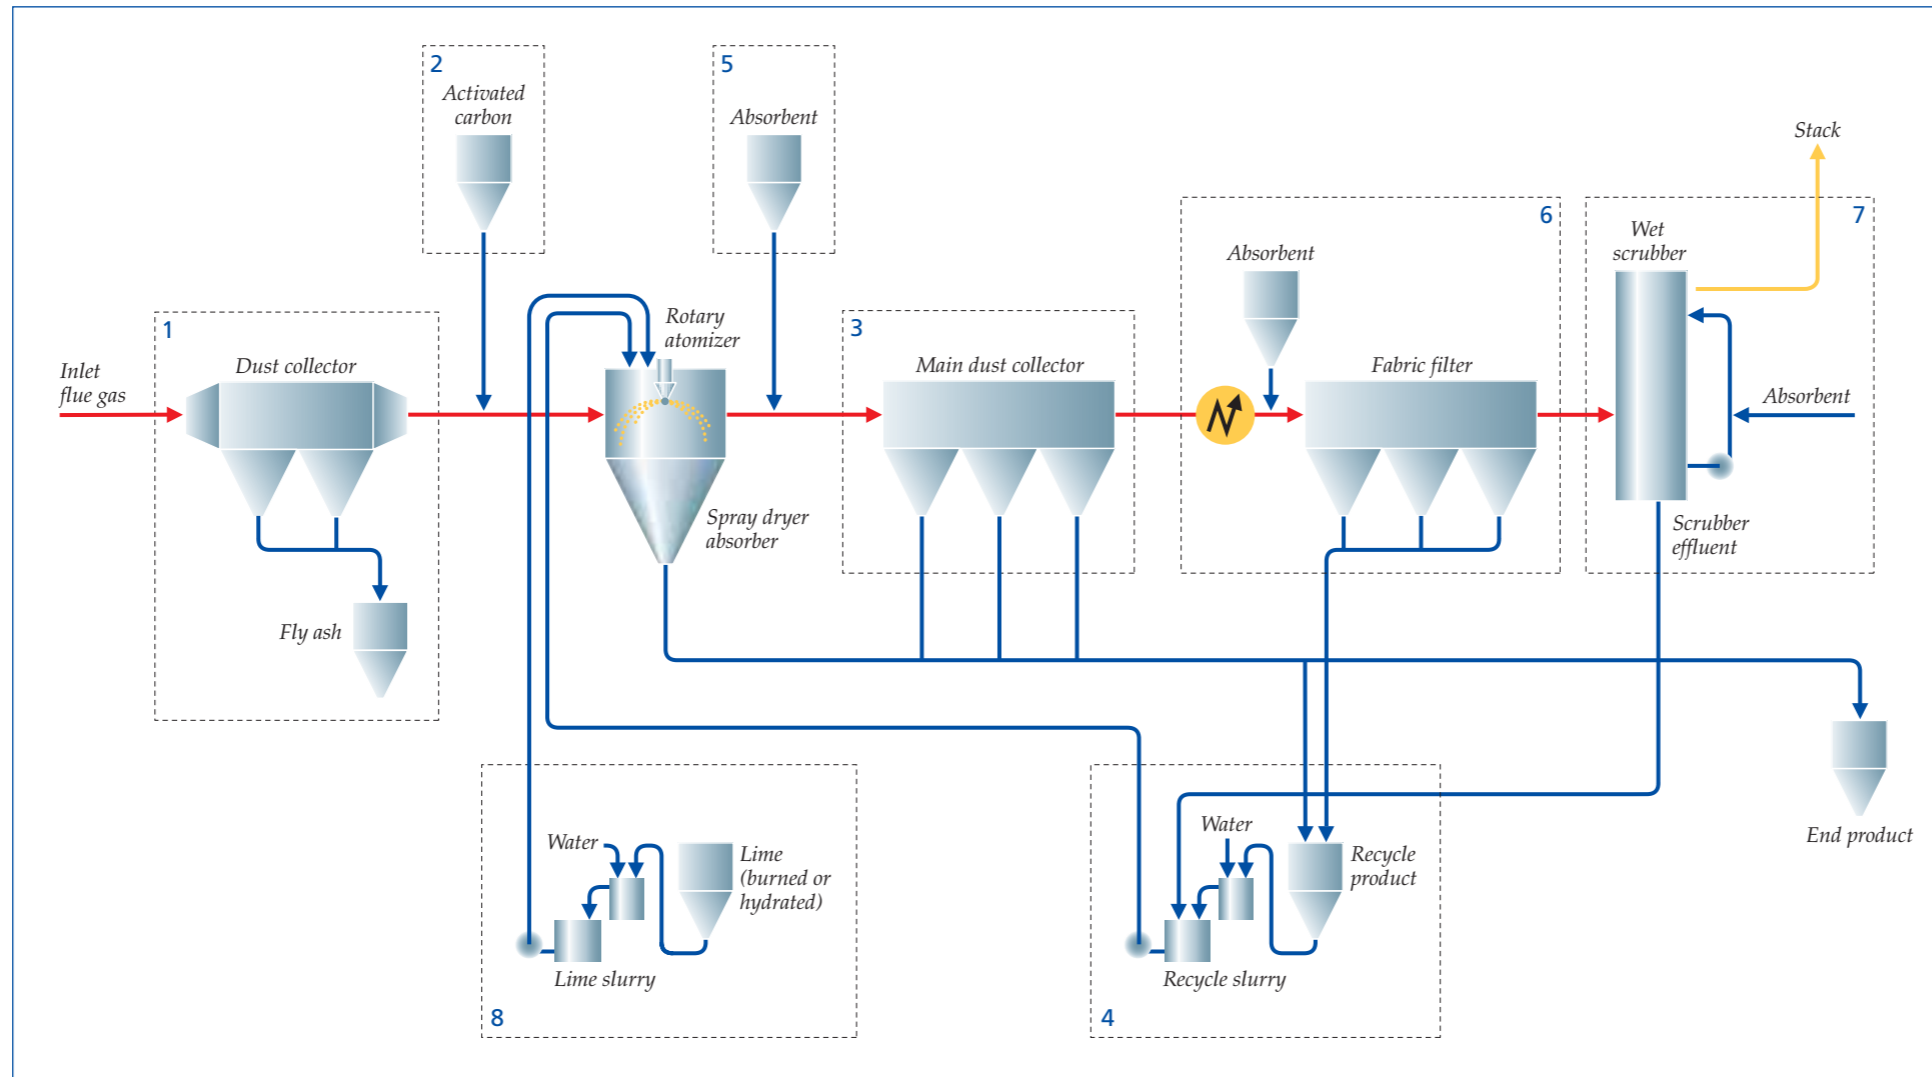 2
Activated
carbon
5
Absorbent
Stack
6
Absorbent
7
Wet
scrubber
1
Dust collector
Inlet
flue gas
Rotary
atomizer
3
Main dust collector
Fabric filter
Absorbent
Spray dryer
absorber
Scrubber
effluent
Fly ash
Water
Lime
(burned or
hydrated)
Lime slurry
8
Water
Recycle
product
Recycle slurry
4
End product